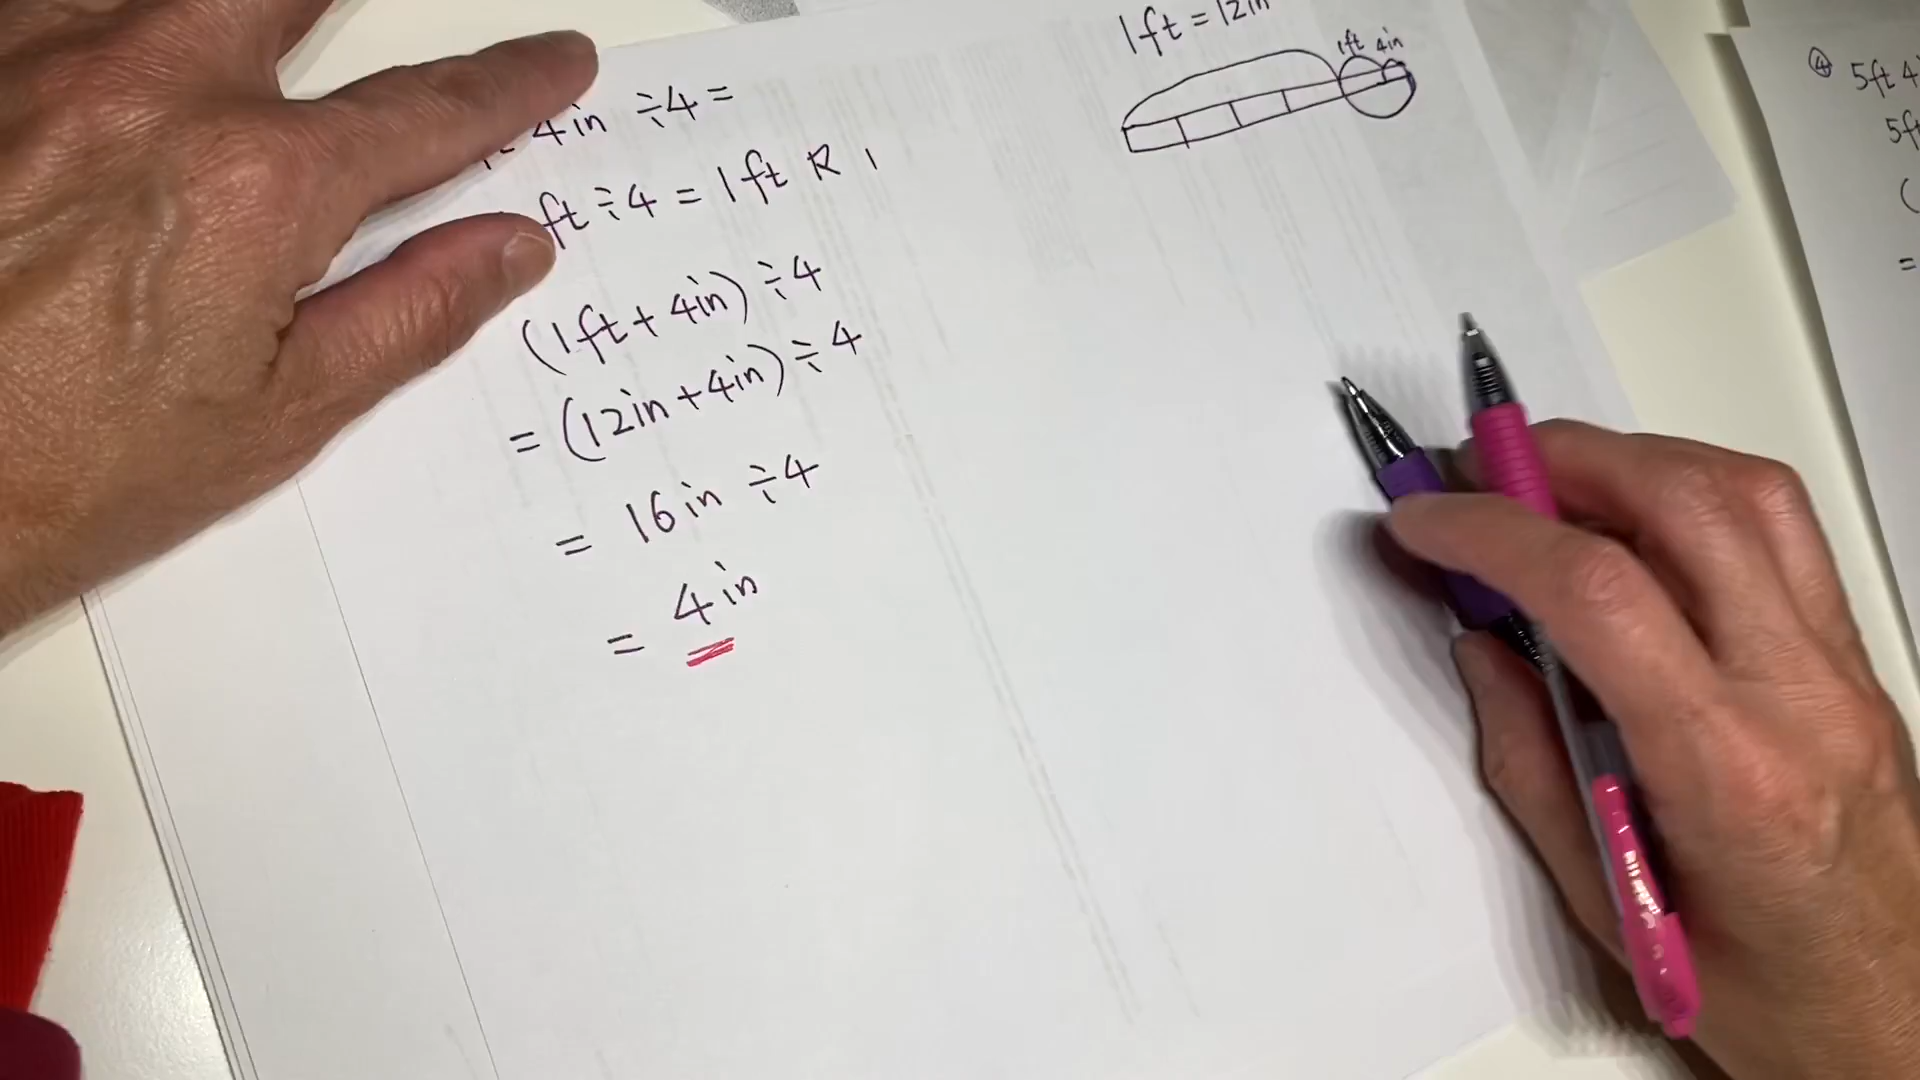 4in ÷4=
ft ÷4 = 1ft R 1
(1ft + 4in) ÷4
= (12in + 4in) ÷ 4
= 16in ÷4
= 4in
1ft = 12in
1ft 4in
④ 5ft 4
5ft
(
=